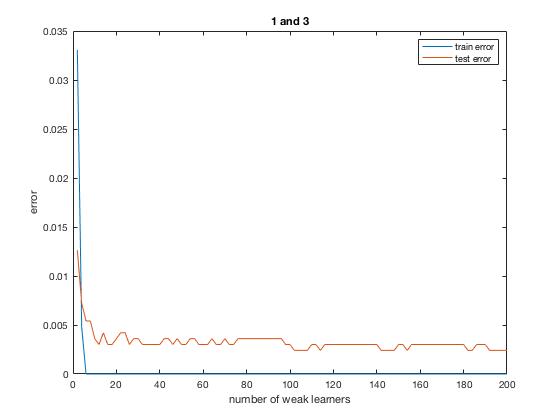 1 and 3
train error
test error
0.035
0.03
0.025
0.02
0.015
0.01
0.005
0
error
0 20 40 60 80 100 120 140 160 180 200
number of weak learners